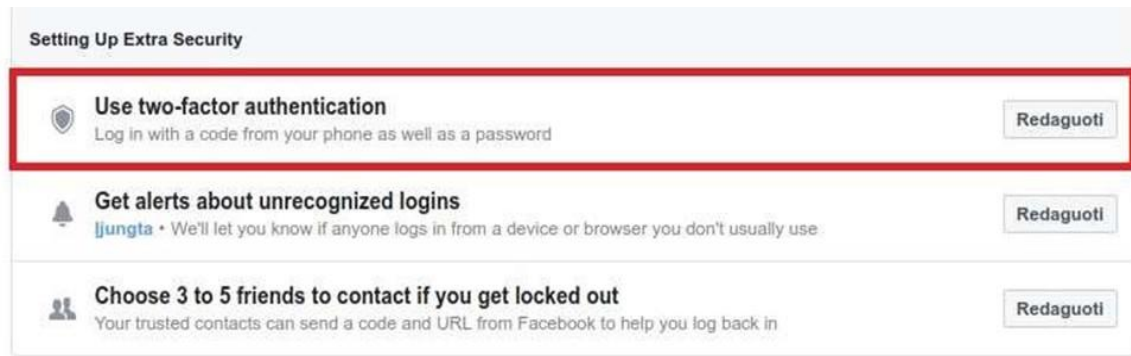 Setting Up Extra Security
Use two-factor authentication
Log in with a code from your phone as well as a password
Redaguoti
Get alerts about unrecognized logins
Įjungta • We'll let you know if anyone logs in from a device or browser you don't usually use
Redaguoti
Choose 3 to 5 friends to contact if you get locked out
Your trusted contacts can send a code and URL from Facebook to help you log back in
Redaguoti